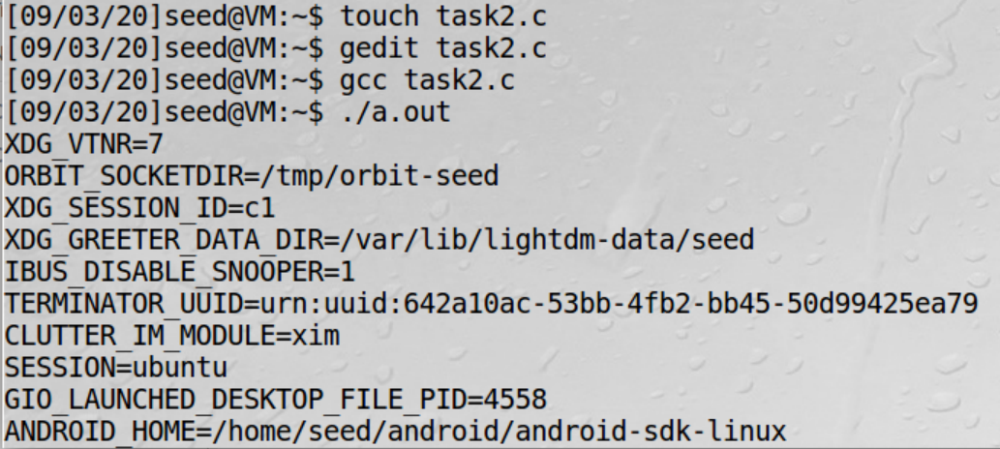 [09/03/20]seed@VM:~$ touch task2.c
[09/03/20]seed@VM:~$ gedit task2.c
[09/03/20]seed@VM:~$ gcc task2.c
[09/03/20]seed@VM:~$ ./a.out
XDG_VTNR=7
ORBIT_SOCKETDIR=/tmp/orbit-seed
XDG_SESSION_ID=c1
XDG_GREETER_DATA_DIR=/var/lib/lightdm-data/seed
IBUS_DISABLE_SNOOPER=1
TERMINATOR_UUID=urn:uuid:642a10ac-53bb-4fb2-bb45-50d99425ea79
CLUTTER_IM_MODULE=xim
SESSION=ubuntu
GIO_LAUNCHED_DESKTOP_FILE_PID=4558
ANDROID_HOME=/home/seed/android/android-sdk-linux